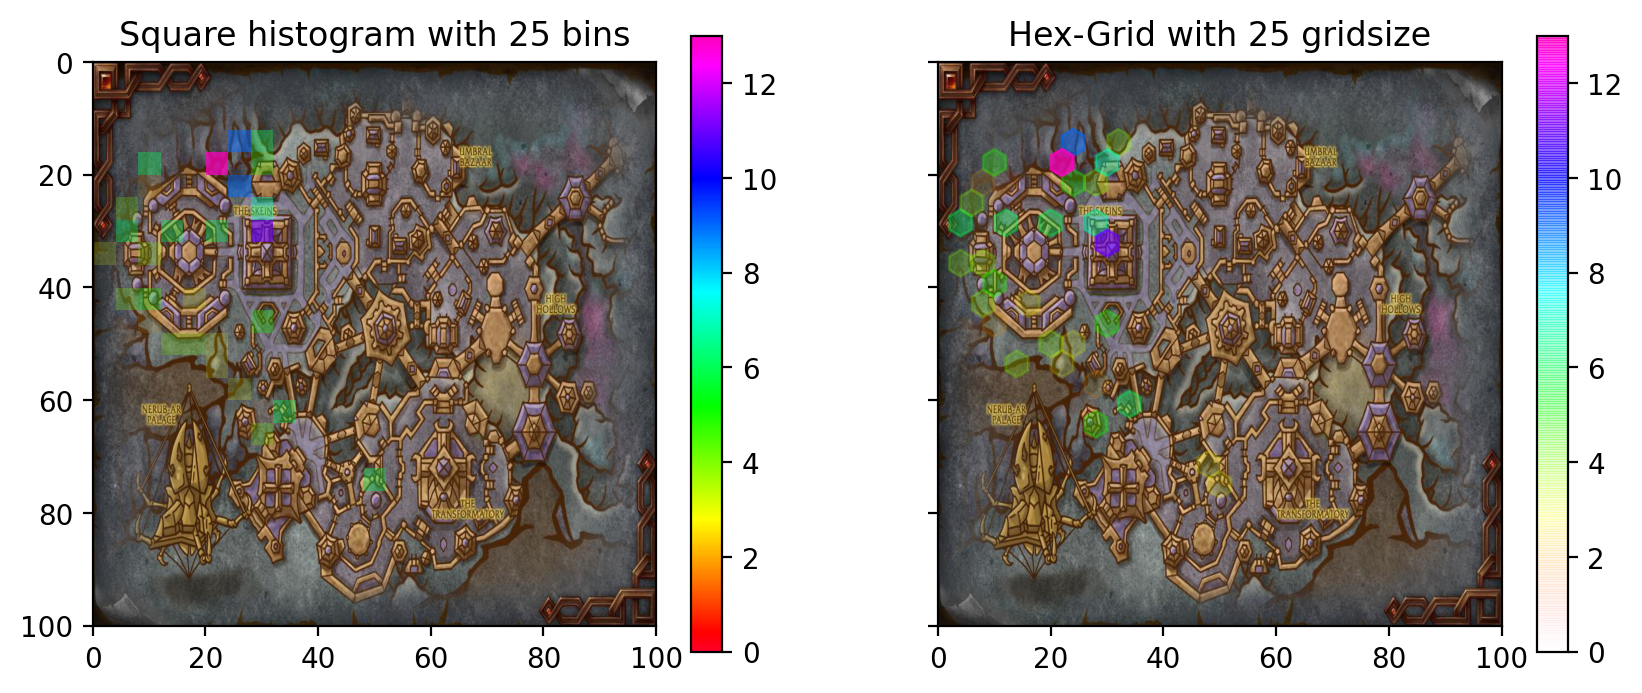 Square histogram with 25 bins
0
20
40
60
80
100
0
20
40
60
80
100
UMBRAL
BAZAAR
THE SKEINS
HIGH
HOLLOWS
NERUB-AR
PALACE
THE
TRANSFORMATORY
12
10
8
6
4
2
0
Hex-Grid with 25 gridsize
0
20
40
60
80
100
UMBRAL
BAZAAR
THE SKEINS
HIGH
HOLLOWS
NERUB-AR
PALACE
THE
TRANSFORMATORY
12
10
8
6
4
2
0